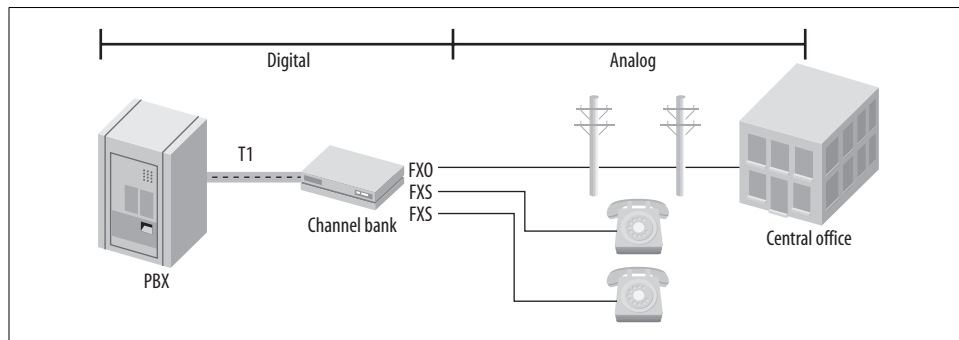 Digital
Analog
T1
FXO
FXS
FXS
Channel bank
PBX
Central office